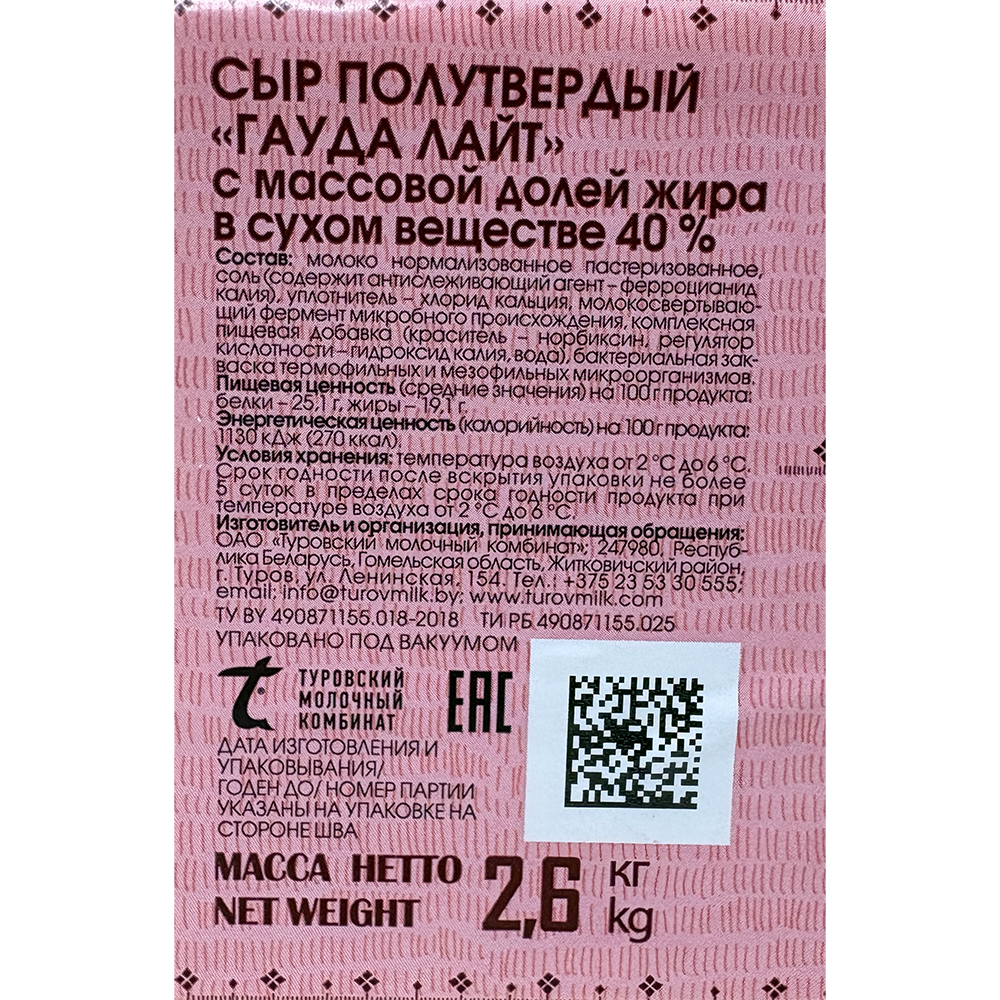 СЫР ПОЛУТВЕРДЫЙ
«ГАУДА ЛАЙТ»
С МАССОВОЙ ДОЛЕЙ ЖИРА
В СУХОМ ВЕЩЕСТВЕ 40 %
Состав: молоко нормализованное пастеризованное,
соль (содержит антислеживающий агент – ферроцианид
калия), уплотнитель – хлорид кальция, молокосвертываю-
щий фермент микробного происхождения, комплексная
пищевая добавка (краситель – норбиксин, регулятор
кислотности – гидроксид калия, вода), бактериальная зак-
васка термофильных и мезофильных микроорганизмов.
Пищевая ценность (средние значения) на 100 г продукта:
белки – 25,1 г, жиры – 19,1 г.
Энергетическая ценность (калорийность) на 100 г продукта:
1130 кДж (270 ккал).
Условия хранения: температура воздуха от 2 °С до 6 °С.
Срок годности после вскрытия упаковки не более
5 суток в пределах срока годности продукта при
температуре воздуха от 2 °С до 6 °С.
Изготовитель и организация, принимающая обращения:
ОАО "Туровский молочный комбинат"; 247980, Респуб-
лика Беларусь, Гомельская область, Житковичский район,
г. Туров, ул. Ленинская, 154. Тел.: +375 23 53 30 555;
email: info@turovmilk.by; www.turovmilk.com
ТУ BY 490871155.018-2018 ТИ РБ 490871155.025
УПАКОВАНО ПОД ВАКУУМОМ
ТУРОВСКИЙ
МОЛОЧНЫЙ
КОМБИНАТ
EAC
ДАТА ИЗГОТОВЛЕНИЯ И
УПАКОВЫВАНИЯ/
ГОДЕН ДО/ НОМЕР ПАРТИИ
УКАЗАНЫ НА УПАКОВКЕ НА
СТОРОНЕ ШВА
МАССА НЕТТО 2,6 КГ
NET WEIGHT kg